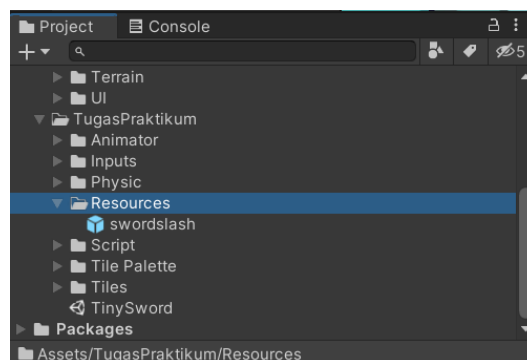 Project Console
5
Terrain
UI
TugasPraktikum
Animator
Inputs
Physic
Resources
swordslash
Script
Tile Palette
Tiles
TinySword
Packages
Assets/TugasPraktikum/Resources